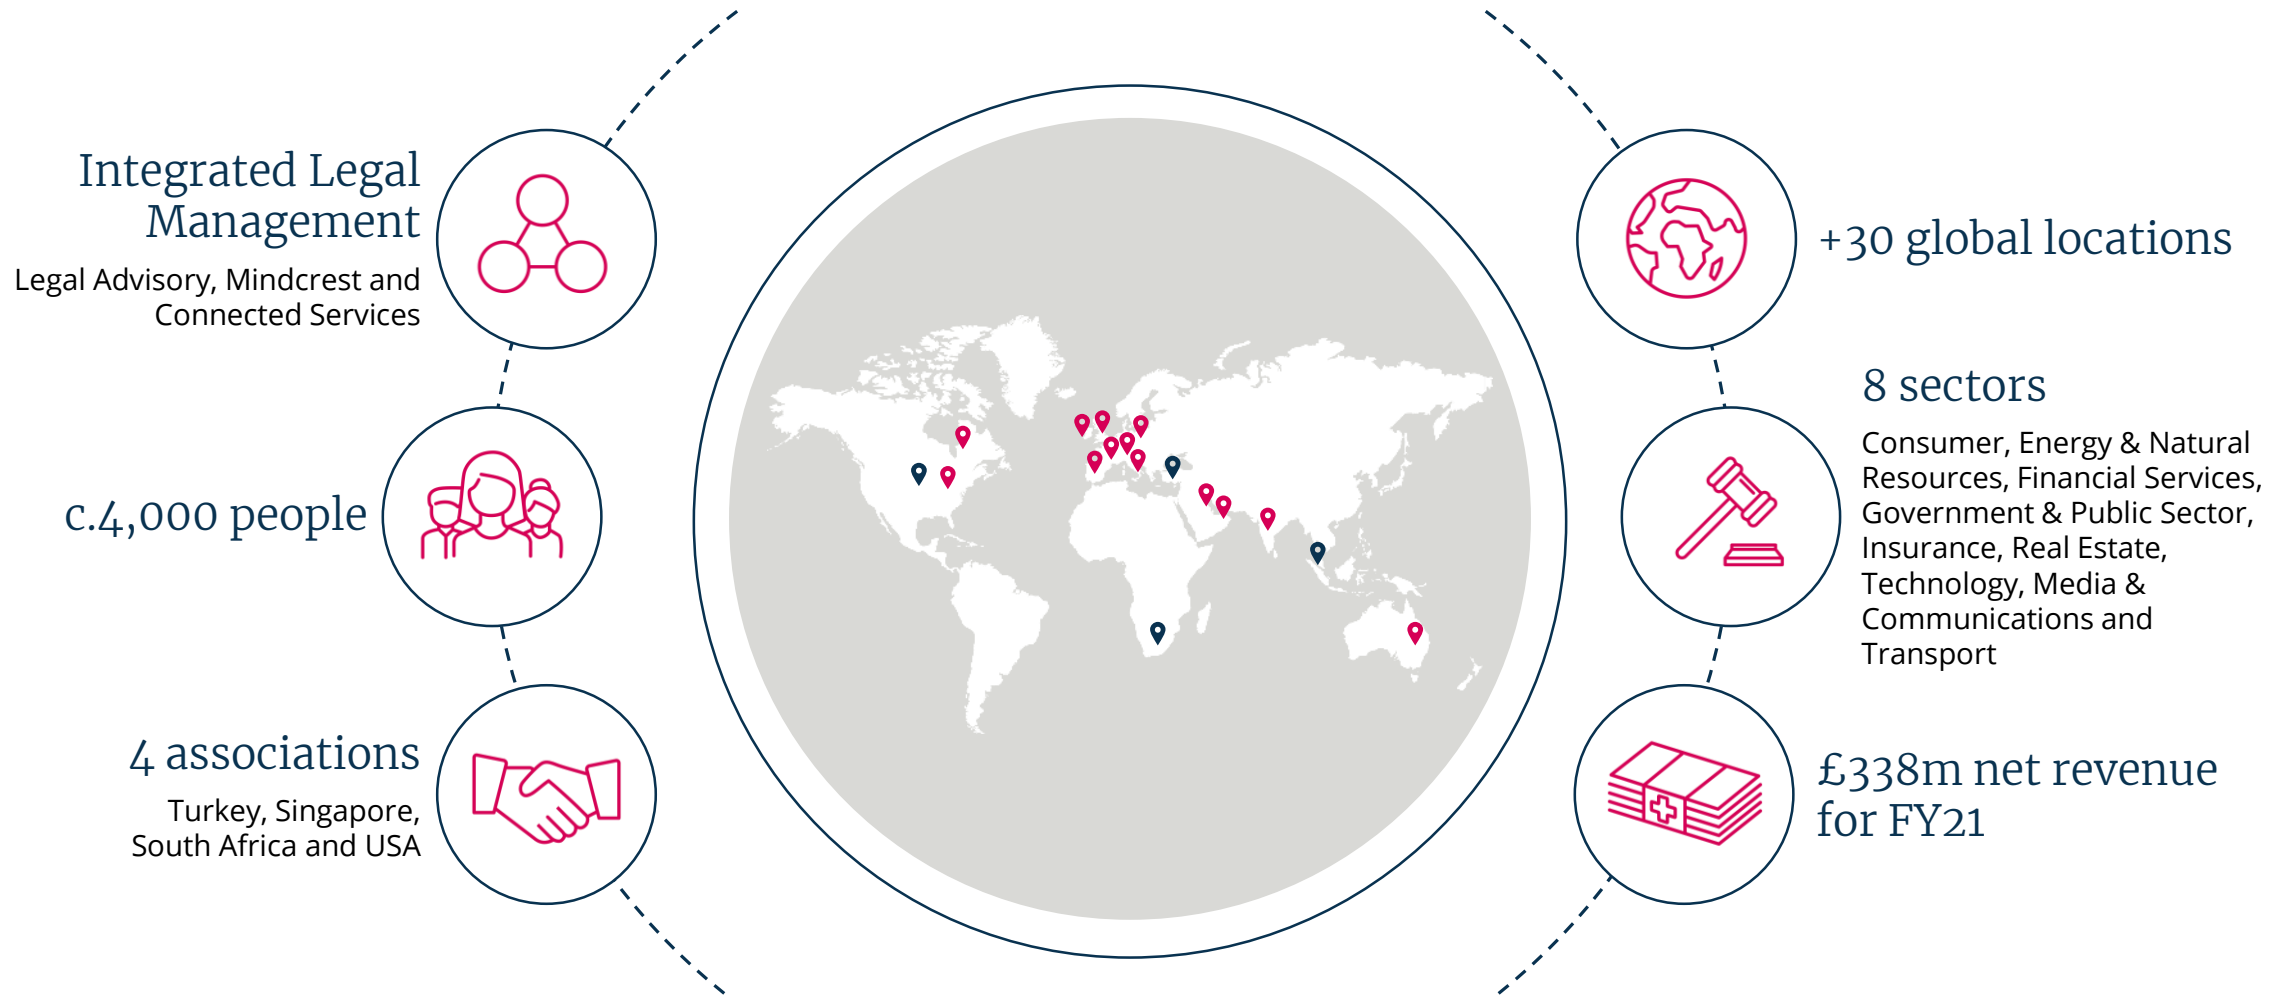 Integrated Legal
Management
Legal Advisory, Mindcrest and
Connected Services
c.4,000 people
4 associations
Turkey, Singapore,
South Africa and USA
+30 global locations
8 sectors
Consumer, Energy & Natural
Resources, Financial Services,
Government & Public Sector,
Insurance, Real Estate,
Technology, Media &
Communications and
Transport
£338m net revenue
for FY21